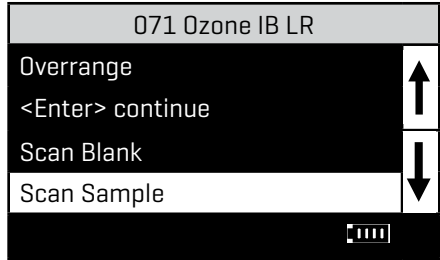 071 Ozone IB LR
Overrange
<Enter> continue
Scan Blank
Scan Sample